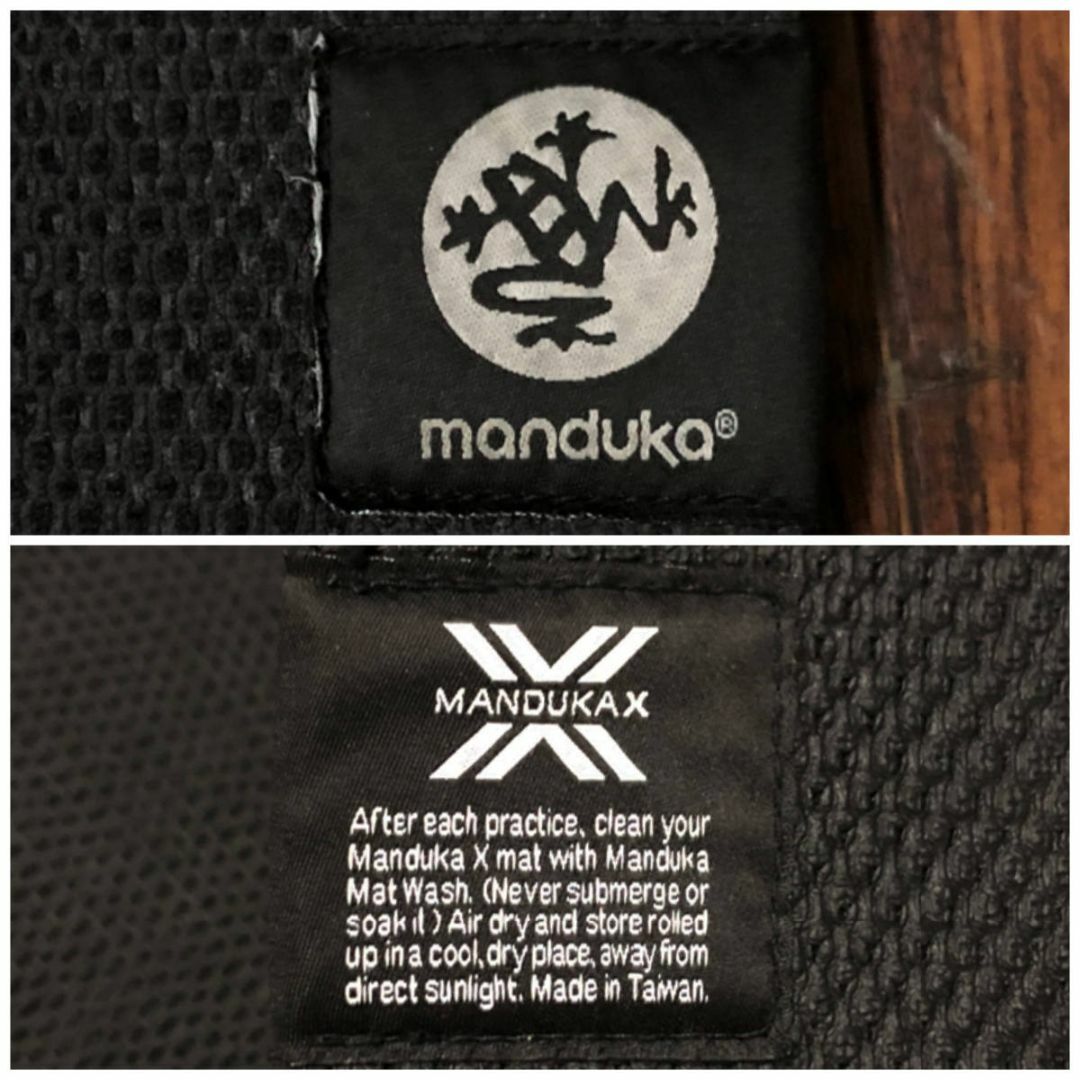 manduka®
MANDUKA X
After each practice, clean your
Manduka X mat with Manduka
Mat Wash. (Never submerge or
soak it.) Air dry and store rolled
up in a cool, dry place, away from
direct sunlight. Made in Taiwan.